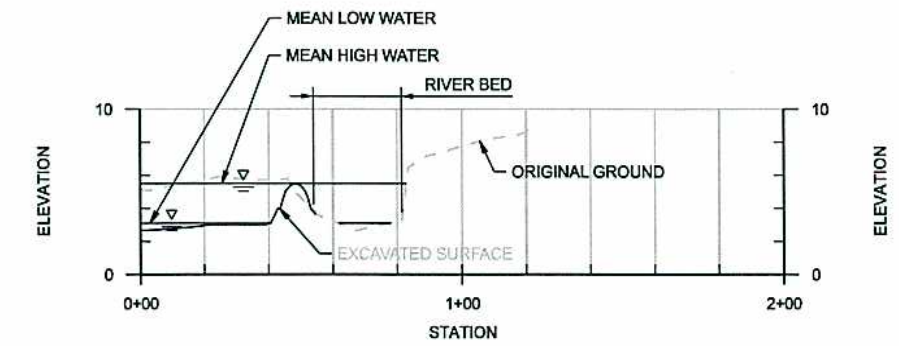 MEAN LOW WATER
MEAN HIGH WATER
RIVER BED
10
10
ORIGINAL GROUND
ELEVATION
ELEVATION
EXCAVATED SURFACE
0
0
0+00
1+00
2+00
STATION